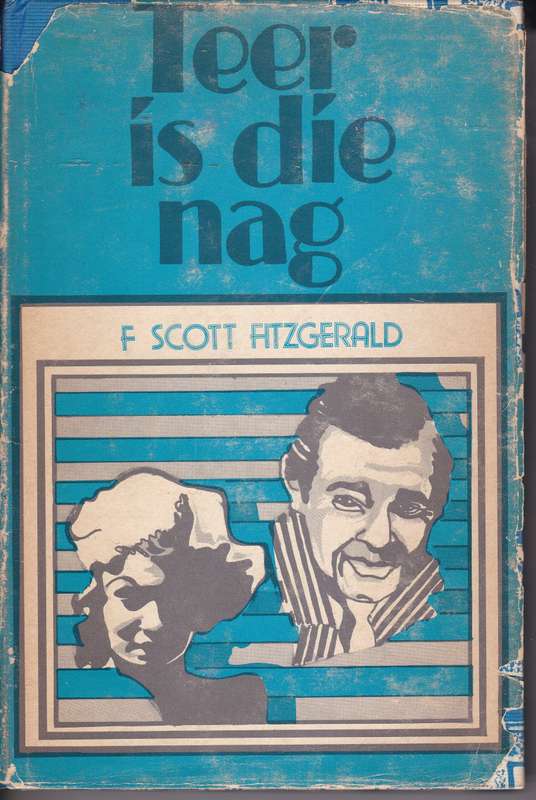 Teer
is die
nag
F SCOTT FITZGERALD